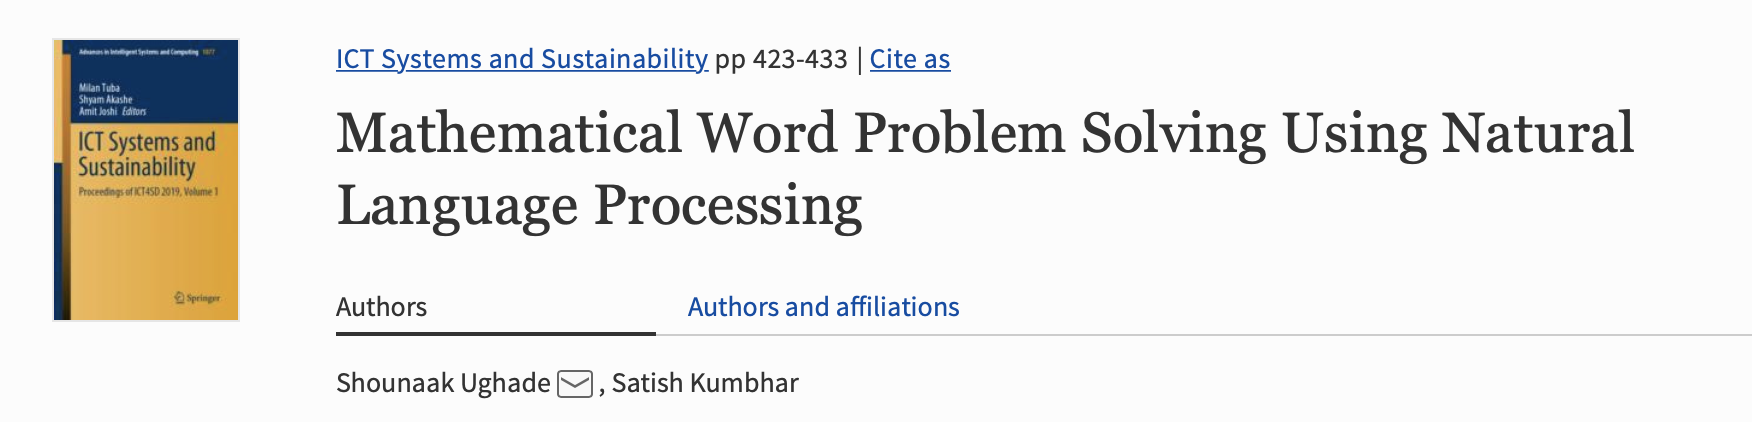 Advances in Intelligent Systems and Computing 1077
Milan Tuba
Shyam Akashe
Amit Joshi Editors
ICT Systems and
Sustainability
Proceedings of ICT4SD 2019, Volume 1
Springer
ICT Systems and Sustainability pp 423-433 | Cite as
Mathematical Word Problem Solving Using Natural
Language Processing
Authors
Authors and affiliations
Shounaak Ughade , Satish Kumbhar